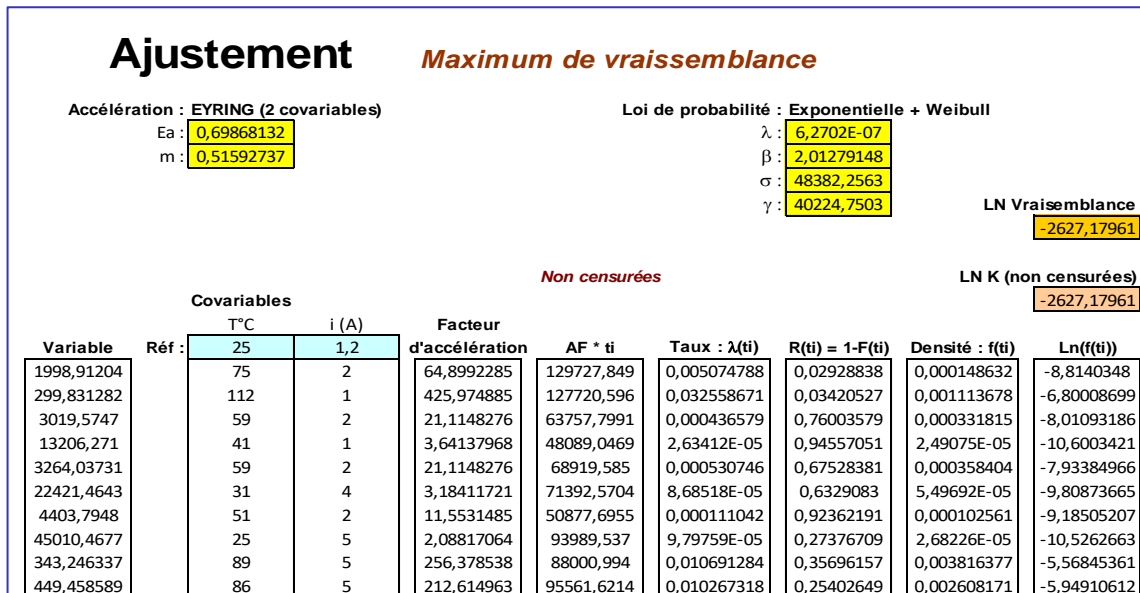 Ajustement Maximum de vraissemblance
Accélération : EYRING (2 covariables) Loi de probabilité : Exponentielle + Weibull
Ea : 0,69868132 λ : 6,2702E-07
m : 0,51592737 β : 2,01279148
σ : 48382,2563
γ : 40224,7503 LN Vraisemblance
-2627,17961
Non censurées LN K (non censurées)
Covariables -2627,17961
T°C i (A) Facteur
Variable Réf : 25 1,2 d'accélération AF * ti Taux : λ(ti) R(ti) = 1-F(ti) Densité : f(ti) Ln(f(ti))
1998,91204 75 2 64,8992285 129727,849 0,005074788 0,02928838 0,000148632 -8,8140348
299,831282 112 1 425,974885 127720,596 0,032558671 0,03420527 0,001113678 -6,80008699
3019,5747 59 2 21,1148276 63757,7991 0,000436579 0,76003579 0,000331815 -8,01093186
13206,271 41 1 3,64137968 48089,0469 2,63412E-05 0,94557051 2,49075E-05 -10,6003421
3264,03731 59 2 21,1148276 68919,585 0,000530746 0,67528381 0,000358404 -7,93384966
22421,4643 31 4 3,18411721 71392,5704 8,68518E-05 0,6329083 5,49692E-05 -9,80873665
4403,7948 51 2 11,5531485 50877,6955 0,000111042 0,92362191 0,000102561 -9,18505207
45010,4677 25 5 2,08817064 93989,537 9,79759E-05 0,27376709 2,68226E-05 -10,5262663
343,246337 89 5 256,378538 88000,994 0,010691284 0,35696157 0,003816377 -5,56845361
449,458589 86 5 212,614963 95561,6214 0,010267318 0,25402649 0,002608171 -5,94910612